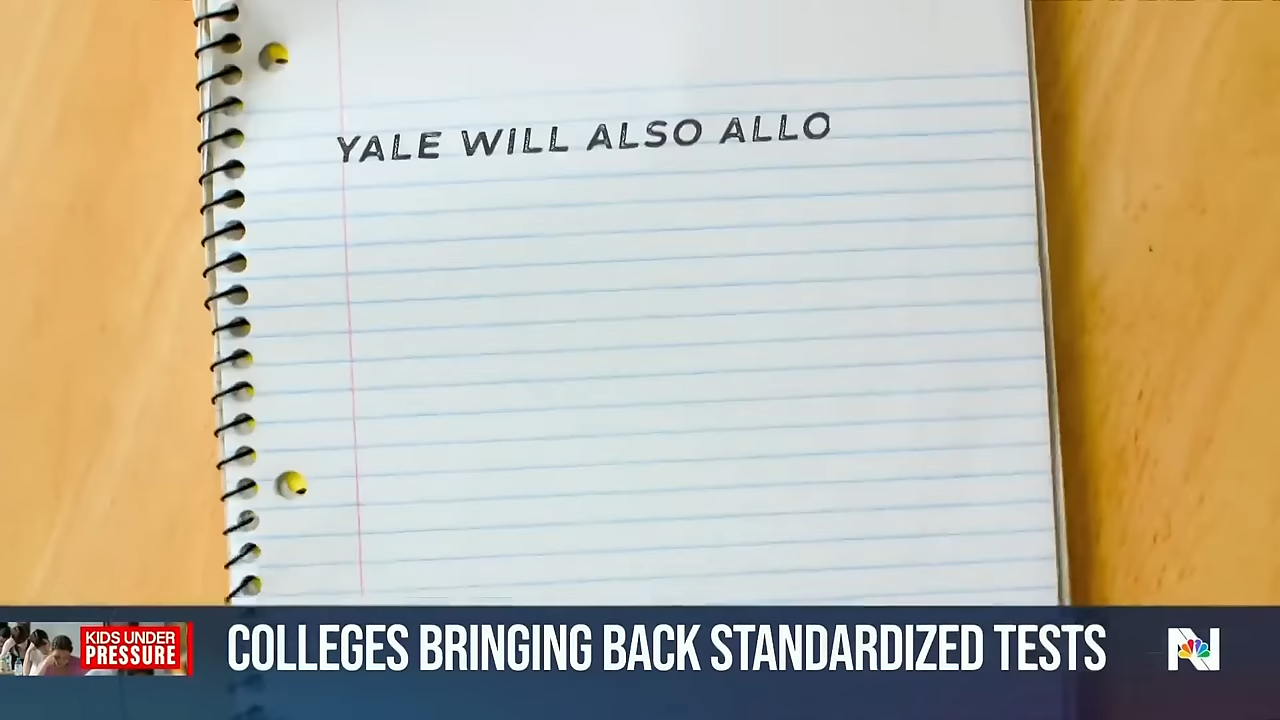 YALE WILL ALSO ALLO
KIDS UNDER
PRESSURE
COLLEGES BRINGING BACK STANDARDIZED TESTS